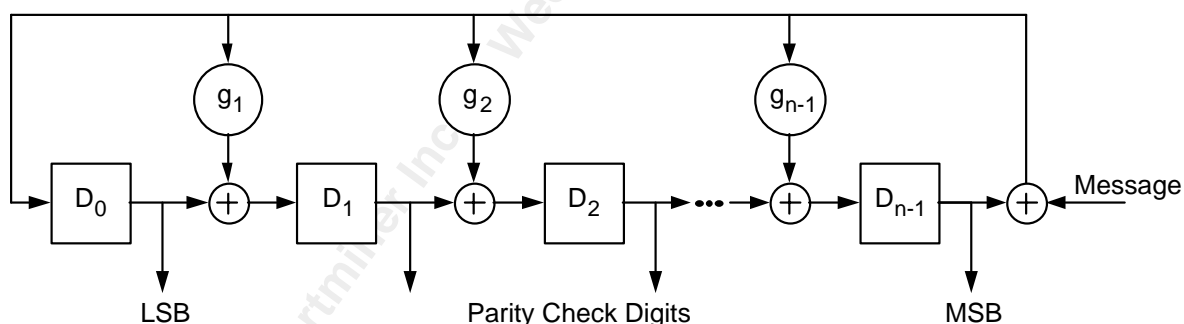 g1
g2
gn-1
D0
D1
D2
Dn-1
Message
LSB
Parity Check Digits
MSB